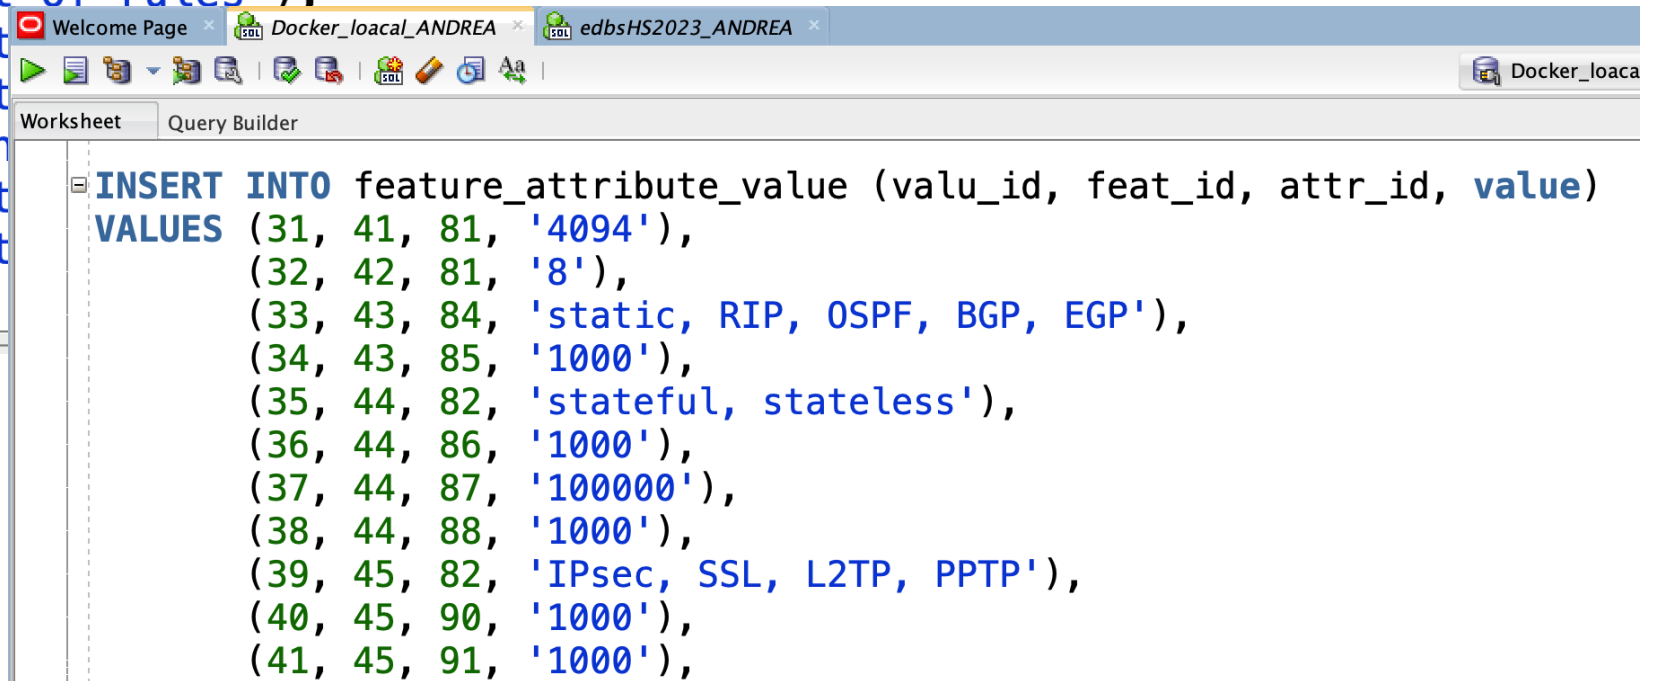 Welcome Page
Docker_loacal_ANDREA
edbsHS2023_ANDREA
Docker_loaca
Worksheet
Query Builder
INSERT INTO feature_attribute_value (valu_id, feat_id, attr_id, value)
VALUES (31, 41, 81, '4094'),
(32, 42, 81, '8'),
(33, 43, 84, 'static, RIP, OSPF, BGP, EGP'),
(34, 43, 85, '1000'),
(35, 44, 82, 'stateful, stateless'),
(36, 44, 86, '1000'),
(37, 44, 87, '100000'),
(38, 44, 88, '1000'),
(39, 45, 82, 'IPsec, SSL, L2TP, PPTP'),
(40, 45, 90, '1000'),
(41, 45, 91, '1000'),